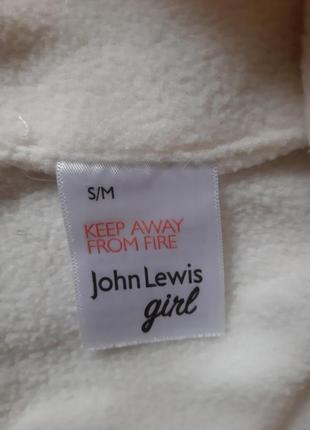 S/M
KEEP AWAY
FROM FIRE
John Lewis
girl